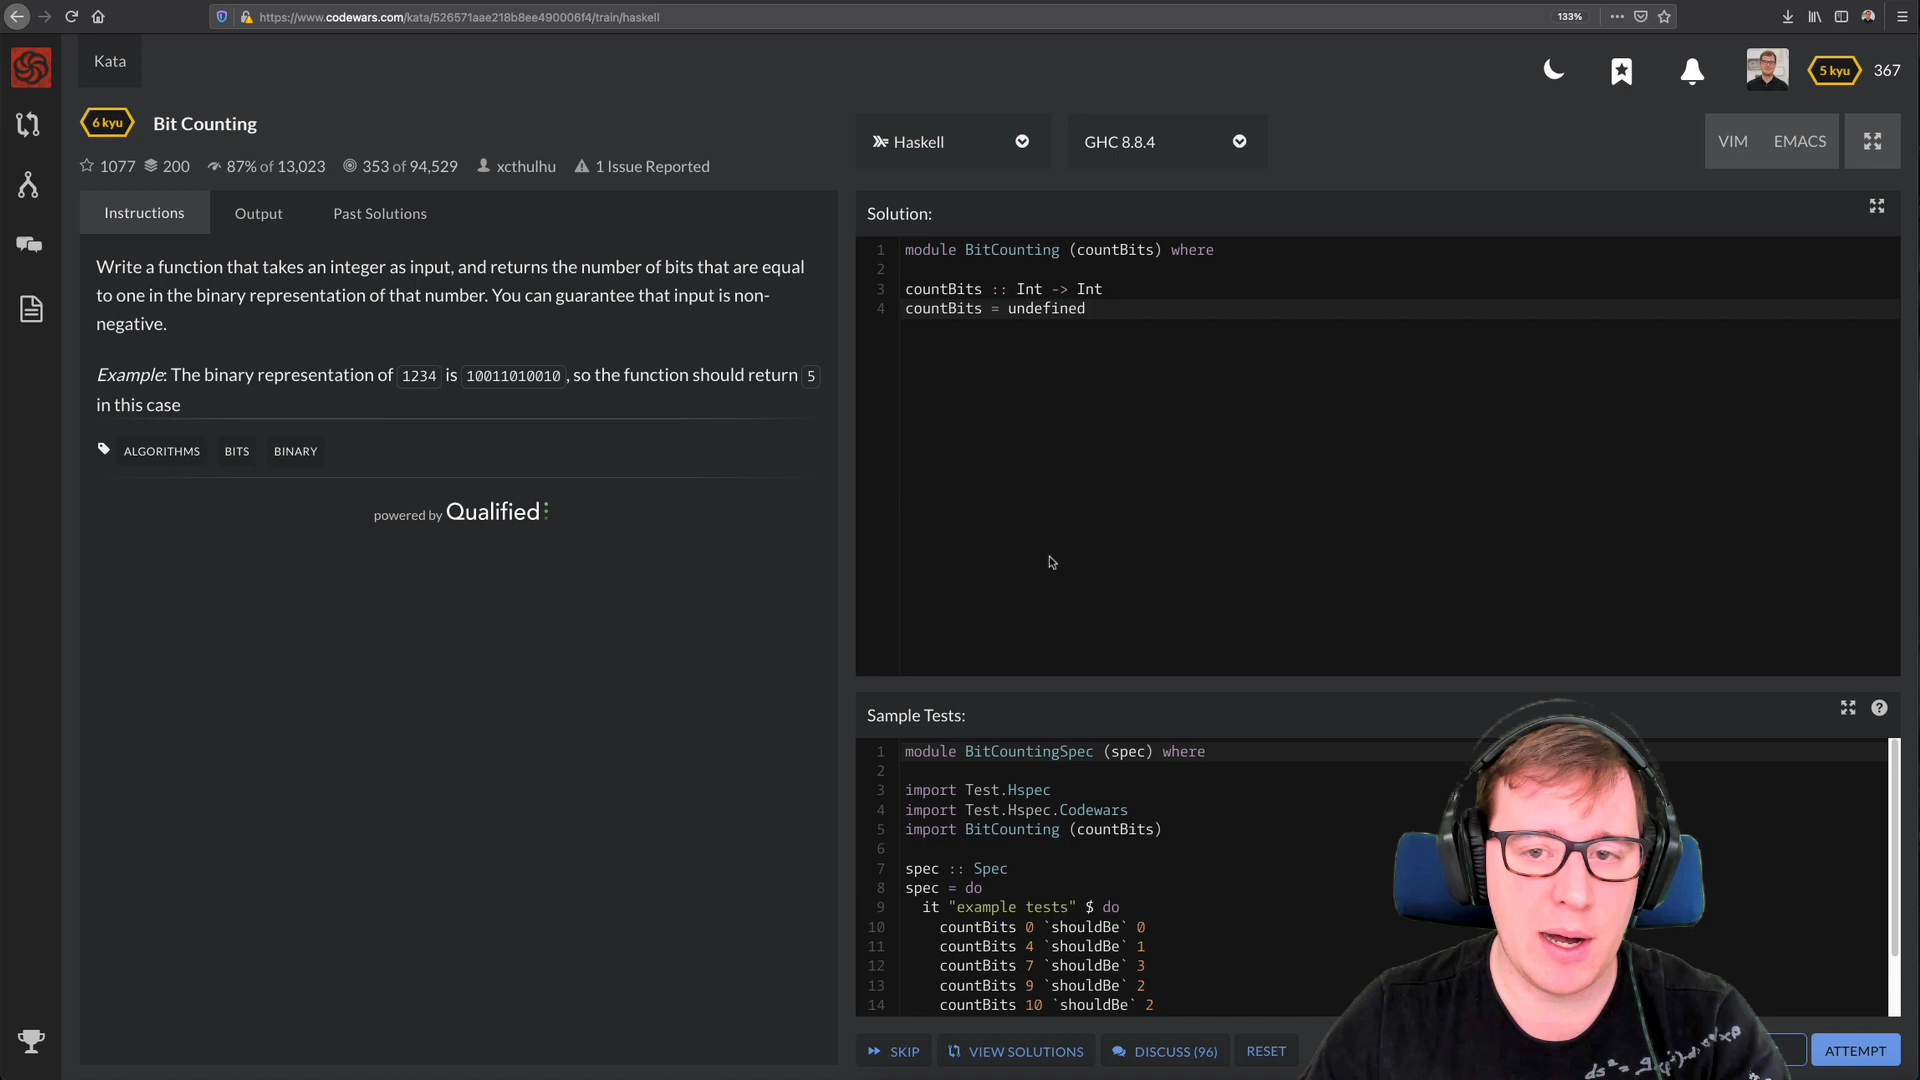 https://www.codewars.com/kata/526571aae218b8ee490006f4/train/haskell
133%
Kata
5 kyu
367
6 kyu
Bit Counting
1077
200
87% of 13,023
353 of 94,529
xcthulhu
1 Issue Reported
Haskell
GHC 8.8.4
VIM
EMACS
Instructions
Output
Past Solutions
Write a function that takes an integer as input, and returns the number of bits that are equal
to one in the binary representation of that number. You can guarantee that input is non-
negative.
Example: The binary representation of 1234 is 10011010010, so the function should return 5
in this case
ALGORITHMS
BITS
BINARY
powered by Qualified
Solution:
1 module BitCounting (countBits) where
2
3 countBits :: Int -> Int
4 countBits = undefined
Sample Tests:
1 module BitCountingSpec (spec) where
2
3 import Test.Hspec
4 import Test.Hspec.Codewars
5 import BitCounting (countBits)
6
7 spec :: Spec
8 spec = do
9 it "example tests" $ do
10 countBits 0 `shouldBe` 0
11 countBits 4 `shouldBe` 1
12 countBits 7 `shouldBe` 3
13 countBits 9 `shouldBe` 2
14 countBits 10 `shouldBe` 2
SKIP
VIEW SOLUTIONS
DISCUSS (96)
RESET
ATTEMPT